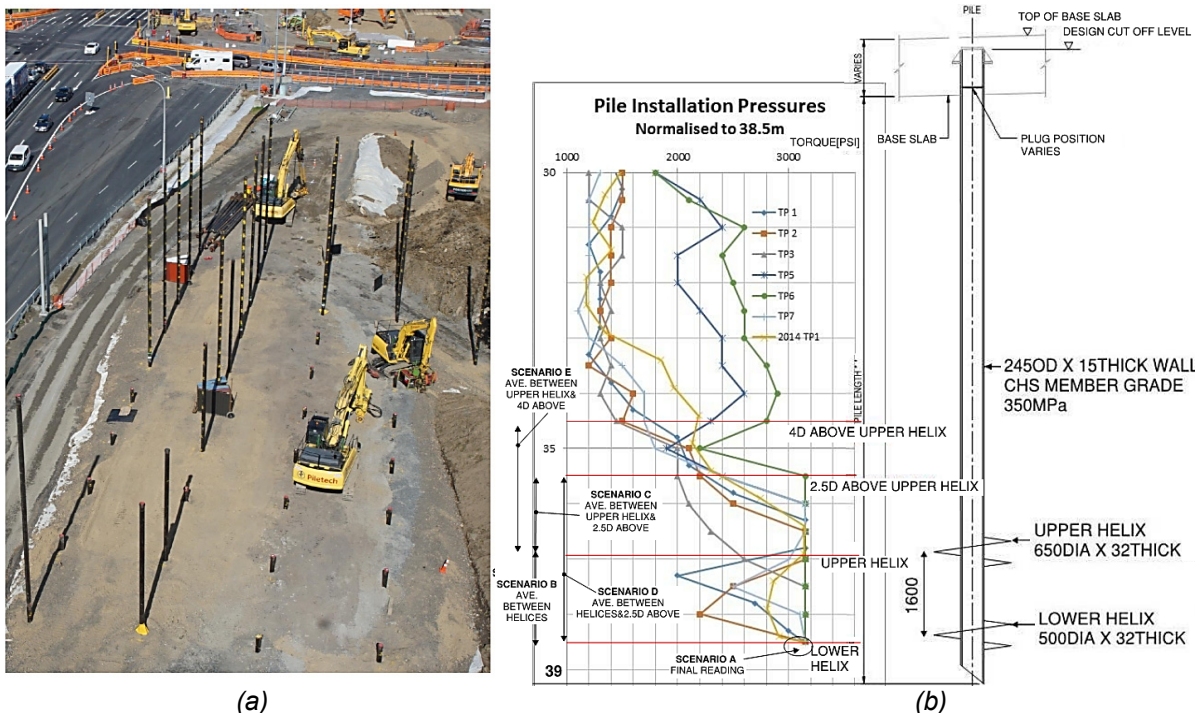 Piletech
(a)
Pile Installation Pressures
Normalised to 38.5m
TORQUE[PSI]
1000
2000
3000
30
35
39
TP 1
TP 2
TP3
TP5
TP6
TP7
2014 TP1
SCENARIO E
AVE. BETWEEN
UPPER HELIX&
4D ABOVE
SCENARIO C
AVE. BETWEEN
UPPER HELIX&
2.5D ABOVE
SCENARIO B
AVE.
BETWEEN
HELICES
SCENARIO D
AVE. BETWEEN
HELICES&2.5D ABOVE
SCENARIO A
FINAL READING
4D ABOVE UPPER HELIX
2.5D ABOVE UPPER HELIX
UPPER HELIX
LOWER
HELIX
PILE
TOP OF BASE SLAB
DESIGN CUT OFF LEVEL
VARIES
BASE SLAB
PLUG POSITION
VARIES
PILE LENGTH
245OD X 15THICK WALL
CHS MEMBER GRADE
350MPa
UPPER HELIX
650DIA X 32THICK
1600
LOWER HELIX
500DIA X 32THICK
(b)